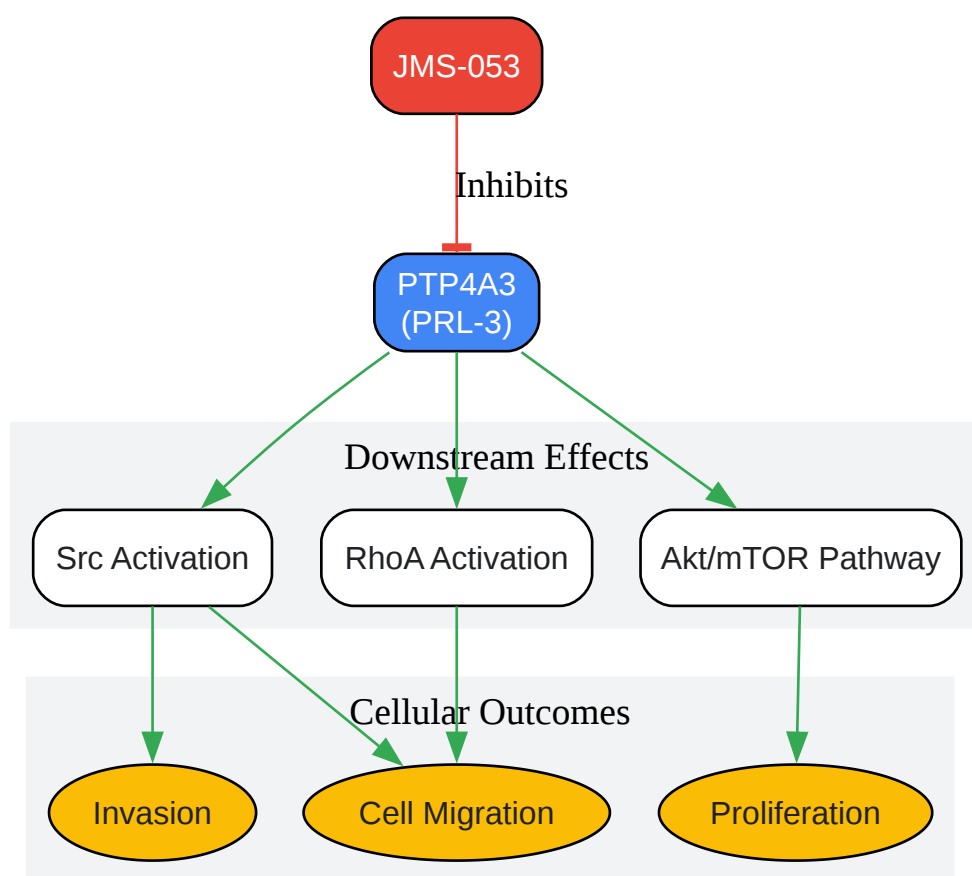 JMS-053
Inhibits
PTP4A3
(PRL-3)
Downstream Effects
Src Activation
RhoA Activation
Akt/mTOR Pathway
Cellular Outcomes
Invasion
Cell Migration
Proliferation